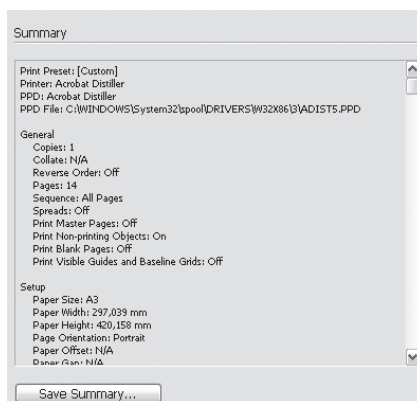 Summary
Print Preset: [Custom]
Printer: Acrobat Distiller
PPD: Acrobat Distiller
PPD File: C:\WINDOWS\System32\spool\DRIVERS\W32X86\3\ADIST5.PPD
General
Copies: 1
Collate: N/A
Reverse Order: Off
Pages: 14
Sequence: All Pages
Spreads: Off
Print Master Pages: Off
Print Non-printing Objects: On
Print Blank Pages: Off
Print Visible Guides and Baseline Grids: Off
Setup
Paper Size: A3
Paper Width: 297,039 mm
Paper Height: 420,158 mm
Page Orientation: Portrait
Paper Offset: N/A
Paper Gap: N/A
Save Summary...